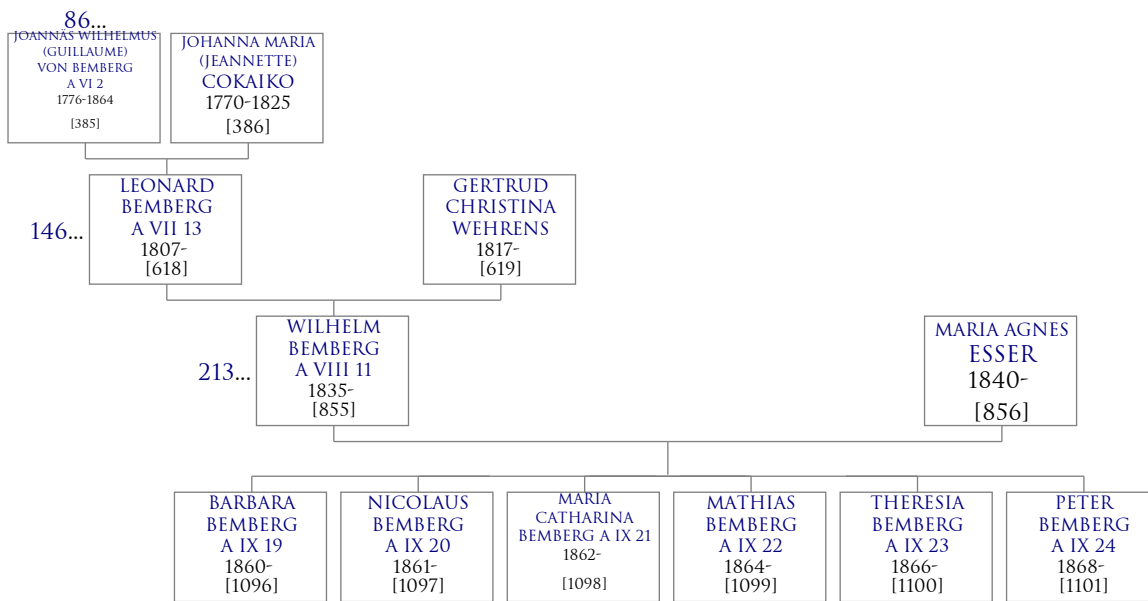 86...
JOANNÄS WILHELMUS
(GUILLAUME)
VON BEMBERG
A VI 2
1776-1864
[385]
JOHANNA MARIA
(JEANNETTE)
COKAIKO
1770-1825
[386]
146...
LEONARD
BEMBERG
A VII 13
1807-
[618]
GERTRUD
CHRISTINA
WEHRENS
1817-
[619]
213...
WILHELM
BEMBERG
A VIII 11
1835-
[855]
MARIA AGNES
ESSER
1840-
[856]
BARBARA
BEMBERG
A IX 19
1860-
[1096]
NICOLAUS
BEMBERG
A IX 20
1861-
[1097]
MARIA
CATHARINA
BEMBERG A IX 21
1862-
[1098]
MATHIAS
BEMBERG
A IX 22
1864-
[1099]
THERESIA
BEMBERG
A IX 23
1866-
[1100]
PETER
BEMBERG
A IX 24
1868-
[1101]